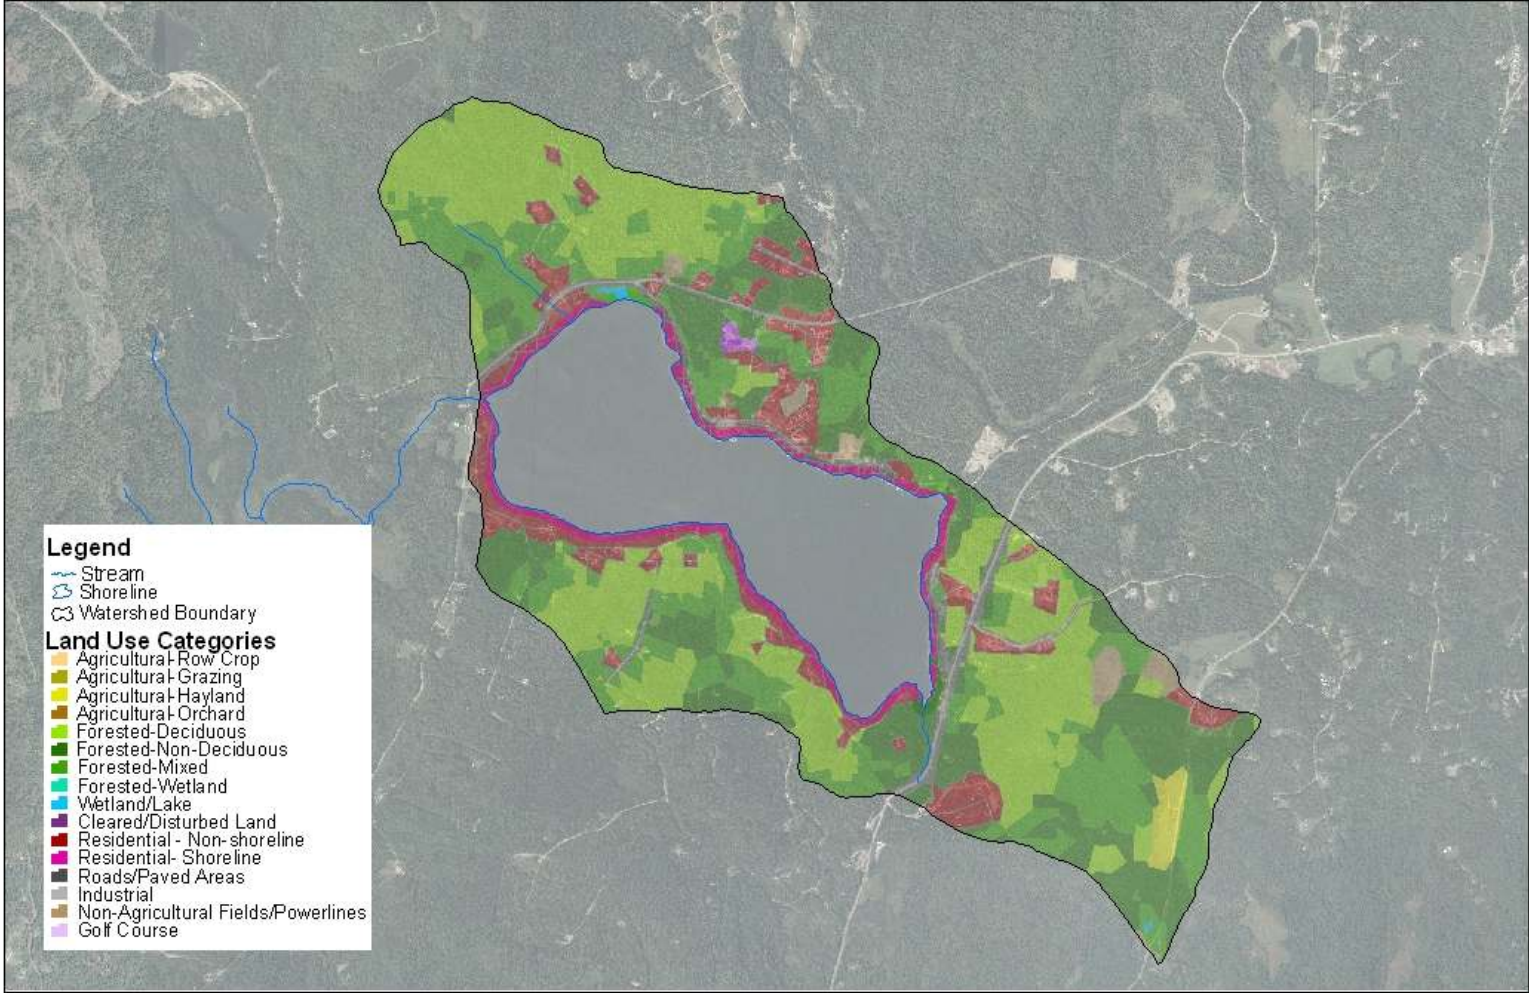 Legend
Stream
Shoreline
Watershed Boundary
Land Use Categories
Agricultural-Row Crop
Agricultural-Grazing
Agricultural-Hayland
Agricultural-Orchard
Forested-Deciduous
Forested-Non-Deciduous
Forested-Mixed
Forested-Wetland
Wetland/Lake
Cleared/Disturbed Land
Residential - Non-shoreline
Residential- Shoreline
Roads/Paved Areas
Industrial
Non-Agricultural Fields/Powerlines
Golf Course